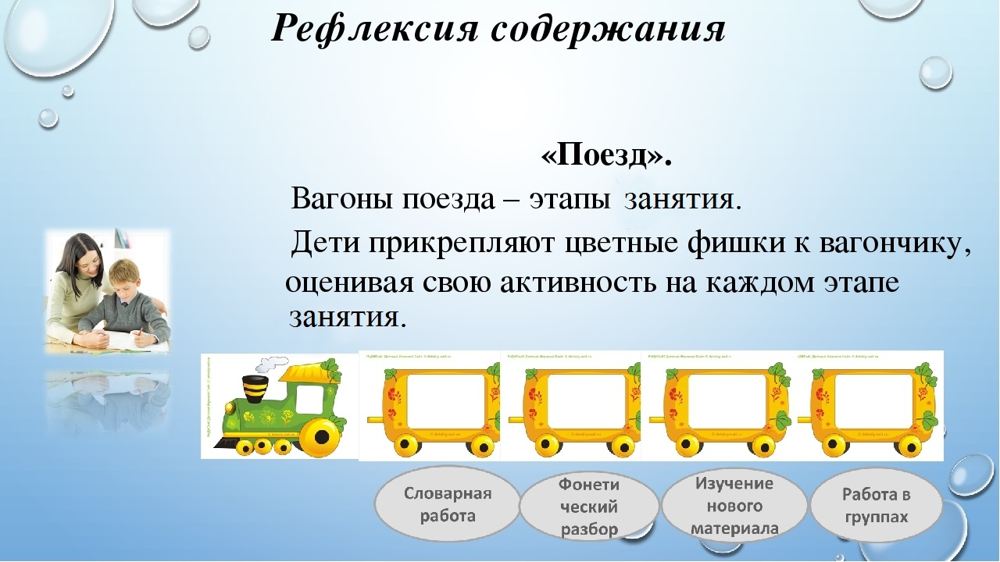 Рефлексия содержания
«Поезд».
Вагоны поезда – этапы занятия.
Дети прикрепляют цветные фишки к вагончику,
оценивая свою активность на каждом этапе
занятия.
Словарная
работа
Фонети
ческий
разбор
Изучение
нового
материала
Работа в
группах